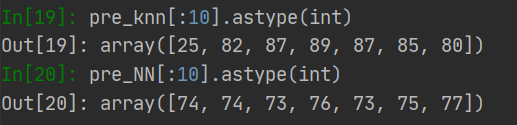 In[19]: pre_knn[:10].astype(int)
Out[19]: array([25, 82, 87, 89, 87, 85, 80])
In[20]: pre_NN[:10].astype(int)
Out[20]: array([74, 74, 73, 76, 73, 75, 77])